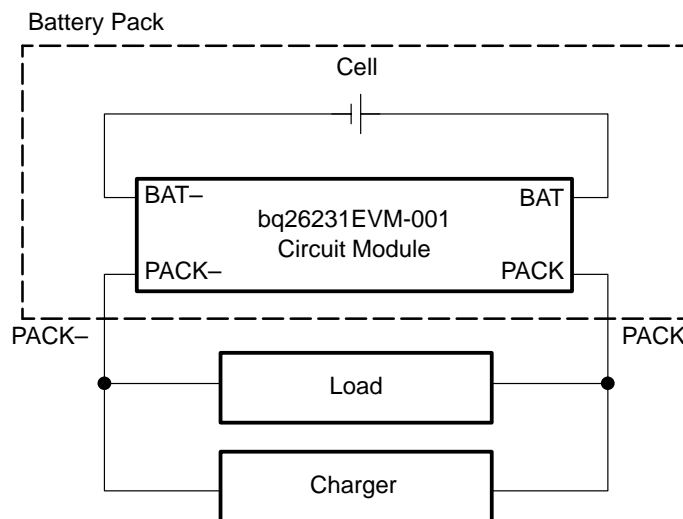 Battery Pack
Cell
BAT–
BAT
bq26231EVM-001
Circuit Module
PACK–
PACK
PACK–
PACK
Load
Charger